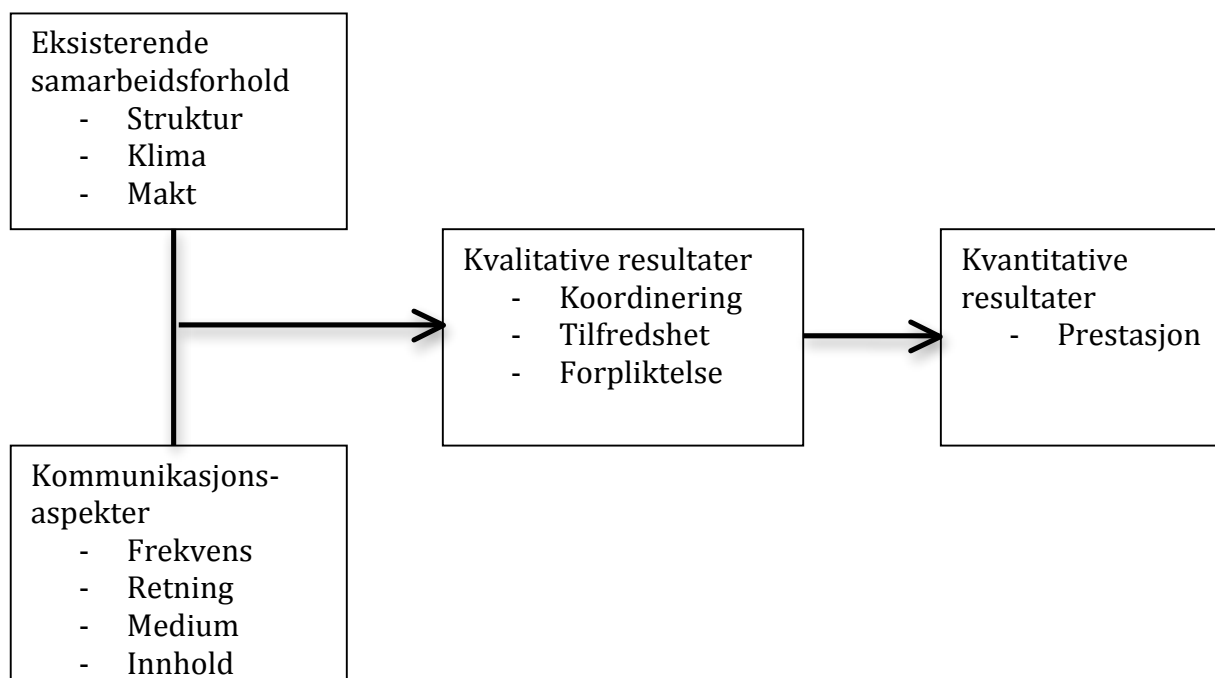 Eksisterende
samarbeidsforhold
- Struktur
- Klima
- Makt
Kvalitative resultater
- Koordinering
- Tilfredshet
- Forpliktelse
Kvantitative
resultater
- Prestasjon
Kommunikasjons-
aspekter
- Frekvens
- Retning
- Medium
- Innhold